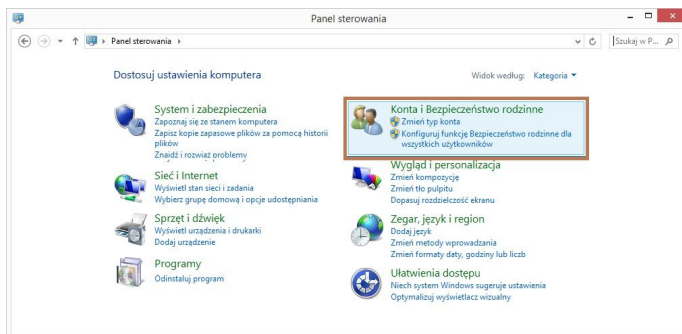 Panel sterowania
Panel sterowania
Szukaj w P...
Dostosuj ustawienia komputera
Widok według: Kategoria
System i zabezpieczenia
Zapoznaj się ze stanem komputera
Zapisz kopie zapasowe plików za pomocą historii
plików
Znajdź i rozwiąż problemy
Sieć i Internet
Wyświetl stan sieci i zadania
Wybierz grupę domową i opcje udostępniania
Sprzęt i dźwięk
Wyświetl urządzenia i drukarki
Dodaj urządzenie
Programy
Odinstaluj program
Konta i Bezpieczeństwo rodzinne
Zmień typ konta
Konfiguruj funkcję Bezpieczeństwo rodzinne dla
wszystkich użytkowników
Wygląd i personalizacja
Zmień kompozycję
Zmień tło pulpitu
Dopasuj rozdzielczość ekranu
Zegar, język i region
Dodaj język
Zmień metody wprowadzania
Zmień formaty daty, godziny lub liczb
Ułatwienia dostępu
Niech system Windows sugeruje ustawienia
Optymalizuj wyświetlacz wizualny